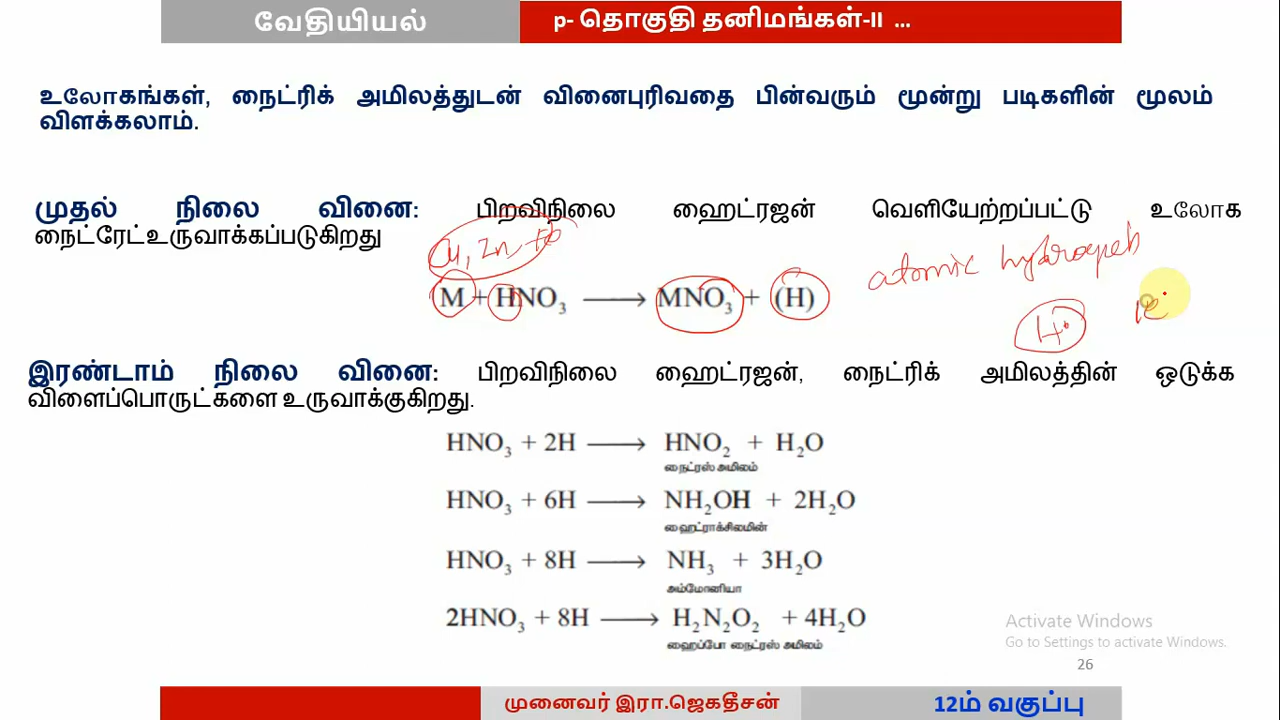 வேதியியல்
p- தொகுதி தனிமங்கள்-II ...
உலோகங்கள், நைட்ரிக் அமிலத்துடன் வினைபுரிவதை பின்வரும் மூன்று படிகளின் மூலம்
விளக்கலாம்.
முதல் நிலை வினை: பிறவிநிலை ஹைட்ரஜன் வெளியேற்றப்பட்டு உலோக
நைட்ரேட்உருவாக்கப்படுகிறது
atomic hydrogen
M + HNO₃ ⟶ MNO₃ + (H)
H·
இரண்டாம் நிலை வினை: பிறவிநிலை ஹைட்ரஜன், நைட்ரிக் அமிலத்தின் ஒடுக்க
விளைப்பொருட்களை உருவாக்குகிறது.
HNO₃ + 2H ⟶ HNO₂ + H₂O
நைட்ரஸ் அமிலம்
HNO₃ + 6H ⟶ NH₂OH + 2H₂O
ஹைட்ராக்சிலமின்
HNO₃ + 8H ⟶ NH₃ + 3H₂O
அம்மோனியா
2HNO₃ + 8H ⟶ H₂N₂O₂ + 4H₂O
ஹைப்போ நைட்ரஸ் அமிலம்
Activate Windows
Go to Settings to activate Windows.
26
முனைவர் இரா.ஜெகதீசன்
12ம் வகுப்பு